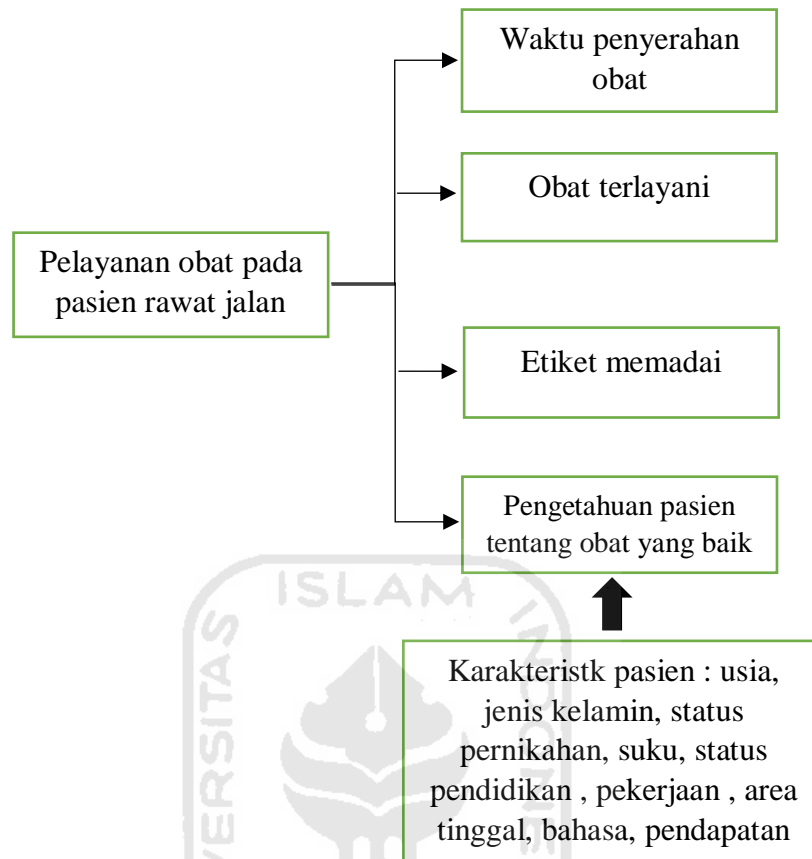 Waktu penyerahan
obat
Obat terlayani
Pelayanan obat pada
pasien rawat jalan
Etiket memadai
Pengetahuan pasien
tentang obat yang baik
ISLAM
Karakteristk pasien : usia,
jenis kelamin, status
pernikahan, suku, status
pendidikan , pekerjaan , area
tinggal, bahasa, pendapatan